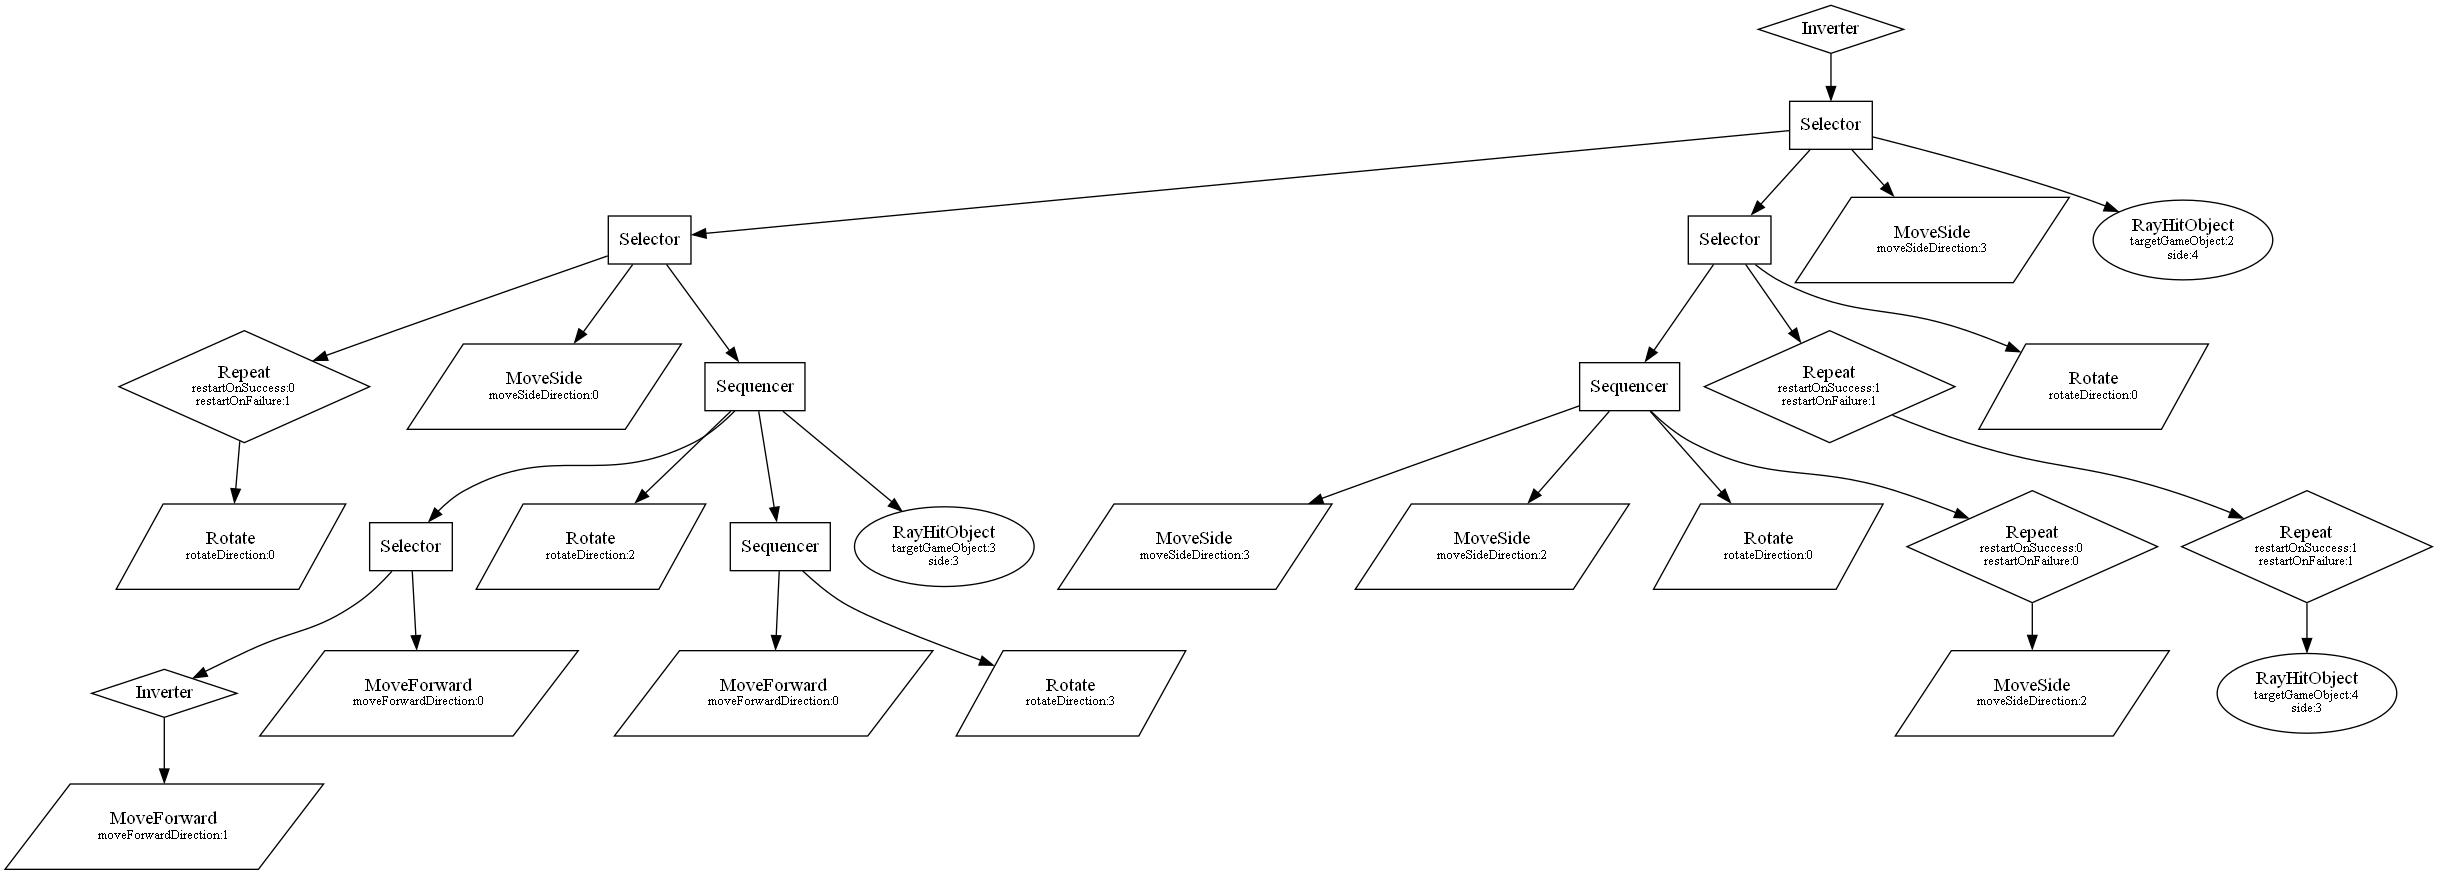 Inverter
Selector
Selector
Selector
MoveSide
moveSideDirection:3
RayHitObject
targetGameObject:2
side:4
Repeat
restartOnSuccess:0
restartOnFailure:1
MoveSide
moveSideDirection:0
Sequencer
Sequencer
Repeat
restartOnSuccess:1
restartOnFailure:1
Rotate
rotateDirection:0
Rotate
rotateDirection:0
Selector
Rotate
rotateDirection:2
Sequencer
RayHitObject
targetGameObject:3
side:3
MoveSide
moveSideDirection:3
MoveSide
moveSideDirection:2
Rotate
rotateDirection:0
Repeat
restartOnSuccess:0
restartOnFailure:0
Repeat
restartOnSuccess:1
restartOnFailure:1
Inverter
MoveForward
moveForwardDirection:0
MoveForward
moveForwardDirection:0
Rotate
rotateDirection:3
MoveSide
moveSideDirection:2
RayHitObject
targetGameObject:4
side:3
MoveForward
moveForwardDirection:1